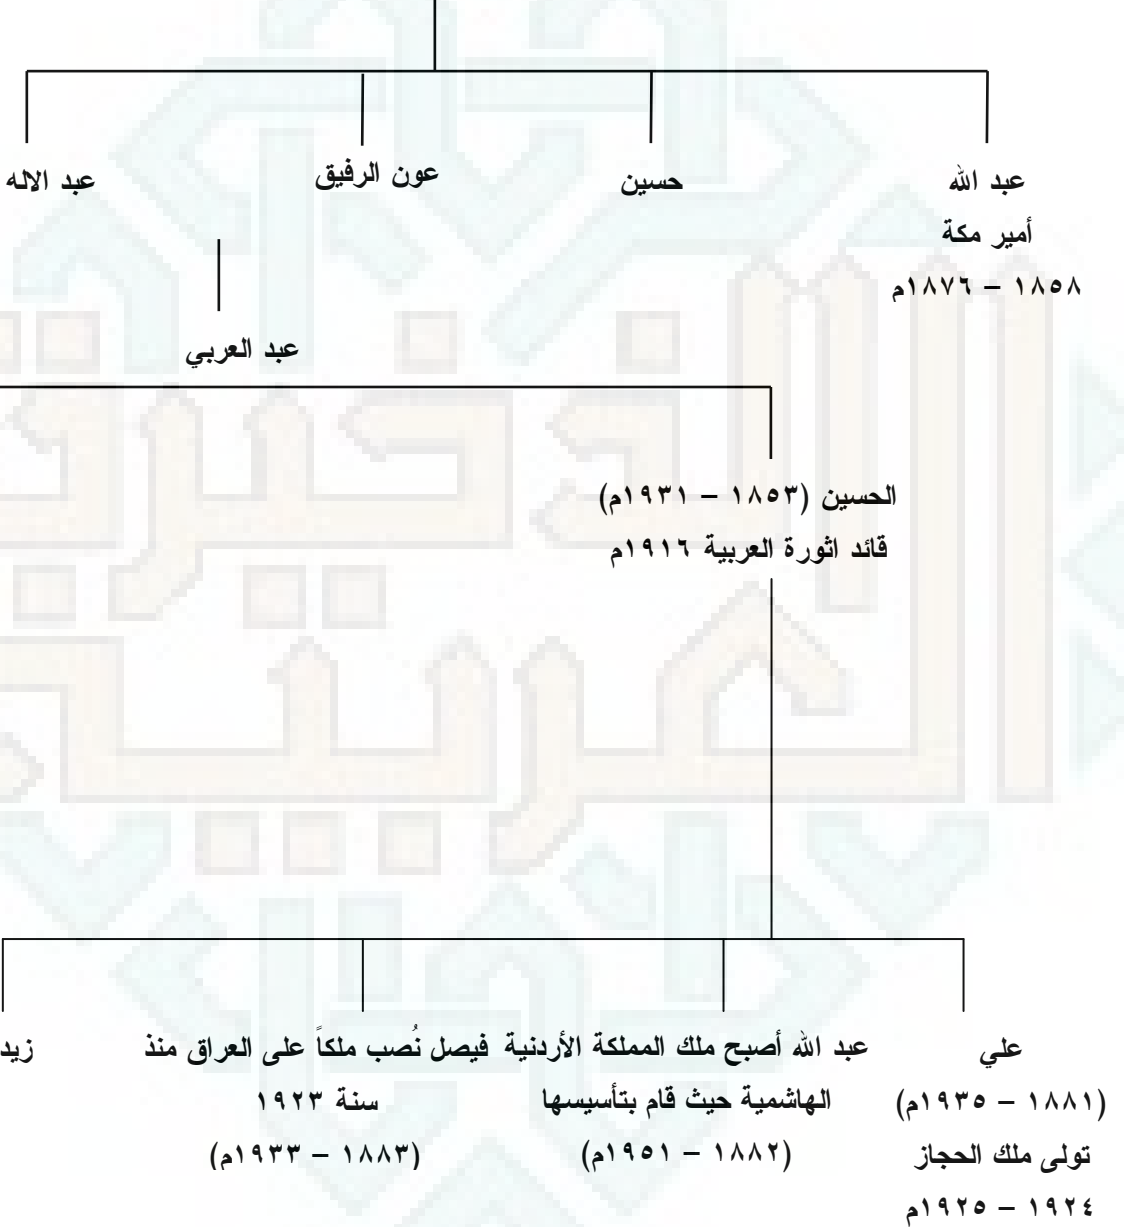 عبد الله
أمير مكة
١٨٥٨ – ١٨٧٦م
حسين
عون الرفيق
عبد الاله
عبد العربي
الحسين (١٨٥٣ – ١٩٣١م)
قائد اثورة العربية ١٩١٦م
علي
(١٨٨١ – ١٩٣٥م)
تولى ملك الحجاز
١٩٢٤ – ١٩٢٥م
عبد الله أصبح ملك المملكة الأردنية
الهاشمية حيث قام بتأسيسها
(١٨٨٢ – ١٩٥١م)
فيصل نُصب ملكاً على العراق منذ
سنة ١٩٢٣
(١٨٨٣ – ١٩٣٣م)
زيد
الذخيرة
العربية